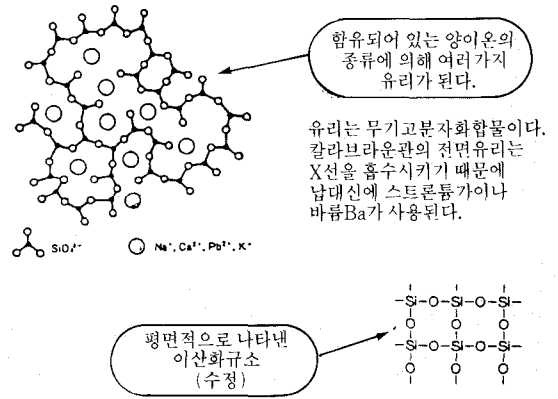 함유되어 있는 양이온의
종류에 의해 여러가지
유리가 된다.
유리는 무기고분자화합물이다.
칼라브라운관의 전면유리는
X선을 흡수시키기 때문에
납대신에 스트론튬가이나
바륨Ba가 사용된다.
SiO₄⁴⁻
Na⁺, Ca²⁺, Pb²⁺, K⁺
평면적으로 나타낸
이산화규소
(수정)
–Si–O–Si–O–Si–
O O O
–Si–O–Si–O–Si–
O O O